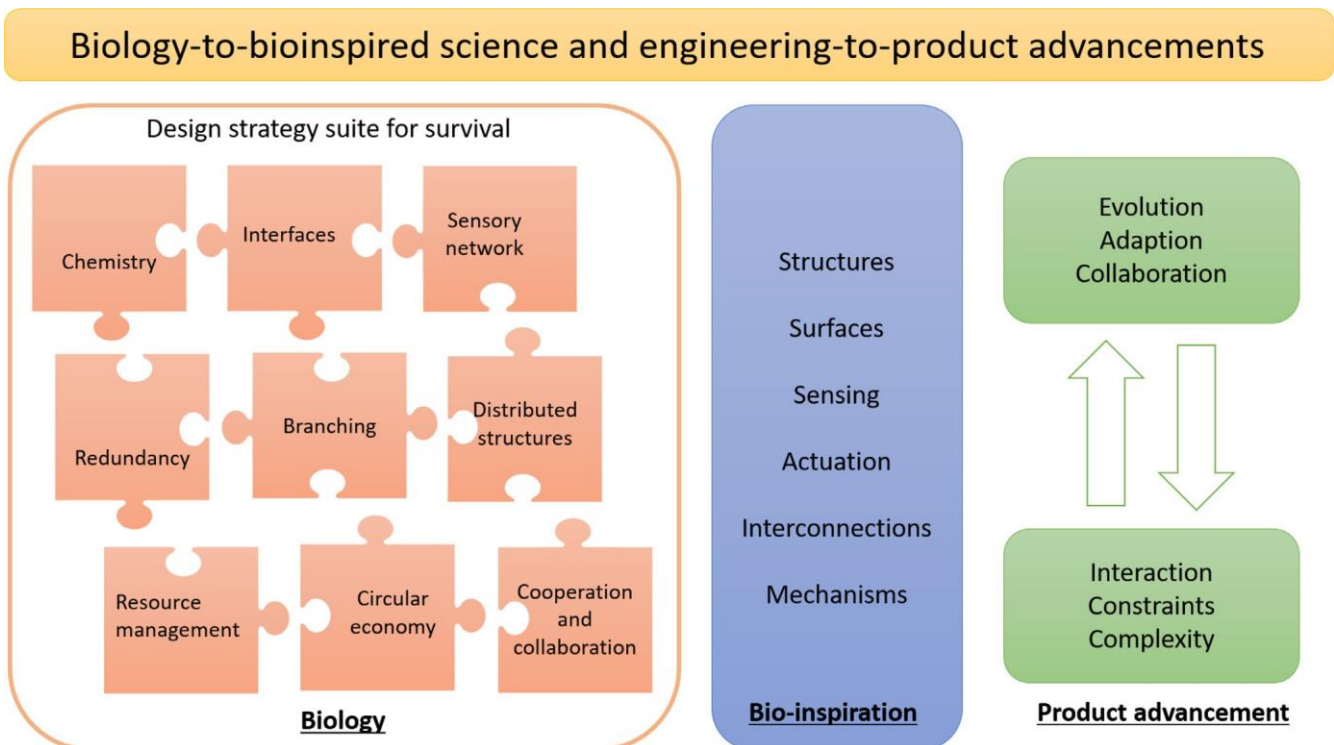 Biology-to-bioinspired science and engineering-to-product advancements
Design strategy suite for survival
Chemistry
Interfaces
Sensory
network
Redundancy
Branching
Distributed
structures
Resource
management
Circular
economy
Cooperation
and
collaboration
Biology
Structures
Surfaces
Sensing
Actuation
Interconnections
Mechanisms
Bio-inspiration
Evolution
Adaption
Collaboration
Interaction
Constraints
Complexity
Product advancement